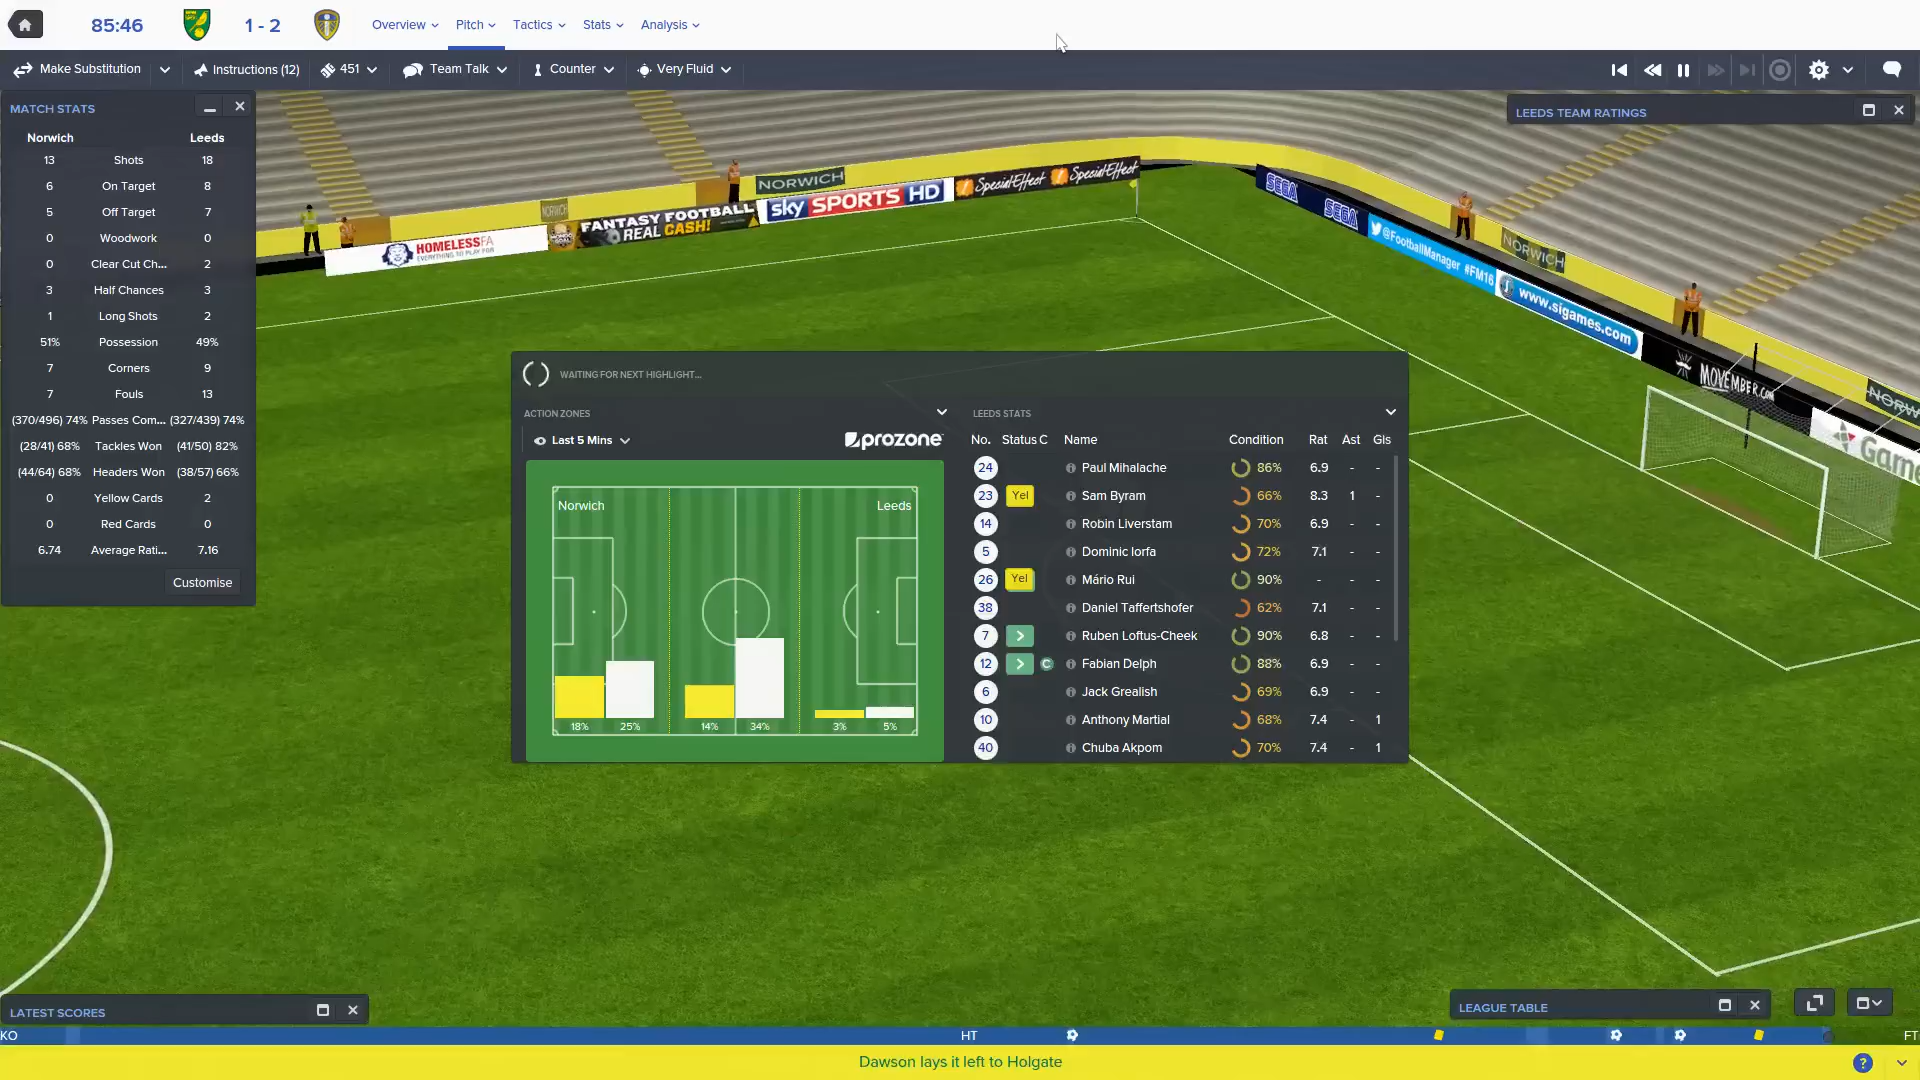 85:46
1 - 2
Overview
Pitch
Tactics
Stats
Analysis
Make Substitution
Instructions (12)
451
Team Talk
Counter
Very Fluid
MATCH STATS
Norwich Leeds
13 Shots 18
6 On Target 8
5 Off Target 7
0 Woodwork 0
0 Clear Cut Ch... 2
3 Half Chances 3
1 Long Shots 2
51% Possession 49%
7 Corners 9
7 Fouls 13
(370/496) 74% Passes Com... (327/439) 74%
(28/41) 68% Tackles Won (41/50) 82%
(44/64) 68% Headers Won (38/57) 66%
0 Yellow Cards 2
0 Red Cards 0
6.74 Average Rati... 7.16
Customise
LEEDS TEAM RATINGS
HOMELESSFA
NORWICH
FANTASY FOOTBALL
REAL CASH!
NORWICH
sky SPORTS HD
SpecialEffect
SpecialEffect
SEGA
SEGA
@FootballManager #FM16
NORWICH
www.sigames.com
MOVEMBER.COM
WAITING FOR NEXT HIGHLIGHT...
ACTION ZONES
Last 5 Mins
prozone
Norwich
Leeds
18% 25% 14% 34% 3% 5%
LEEDS STATS
No. Status C Name Condition Rat Ast Gls
24 Paul Mihalache 86% 6.9 - -
23 Yel Sam Byram 66% 8.3 1 -
14 Robin Liverstam 70% 6.9 - -
5 Dominic Iorfa 72% 7.1 - -
26 Yel Mário Rui 90% - - -
38 Daniel Taffertshofer 62% 7.1 - -
7 Ruben Loftus-Cheek 90% 6.8 - -
12 C Fabian Delph 88% 6.9 - -
6 Jack Grealish 69% 6.9 - -
10 Anthony Martial 68% 7.4 - 1
40 Chuba Akpom 70% 7.4 - 1
LATEST SCORES
LEAGUE TABLE
KO
HT
FT
Dawson lays it left to Holgate
?